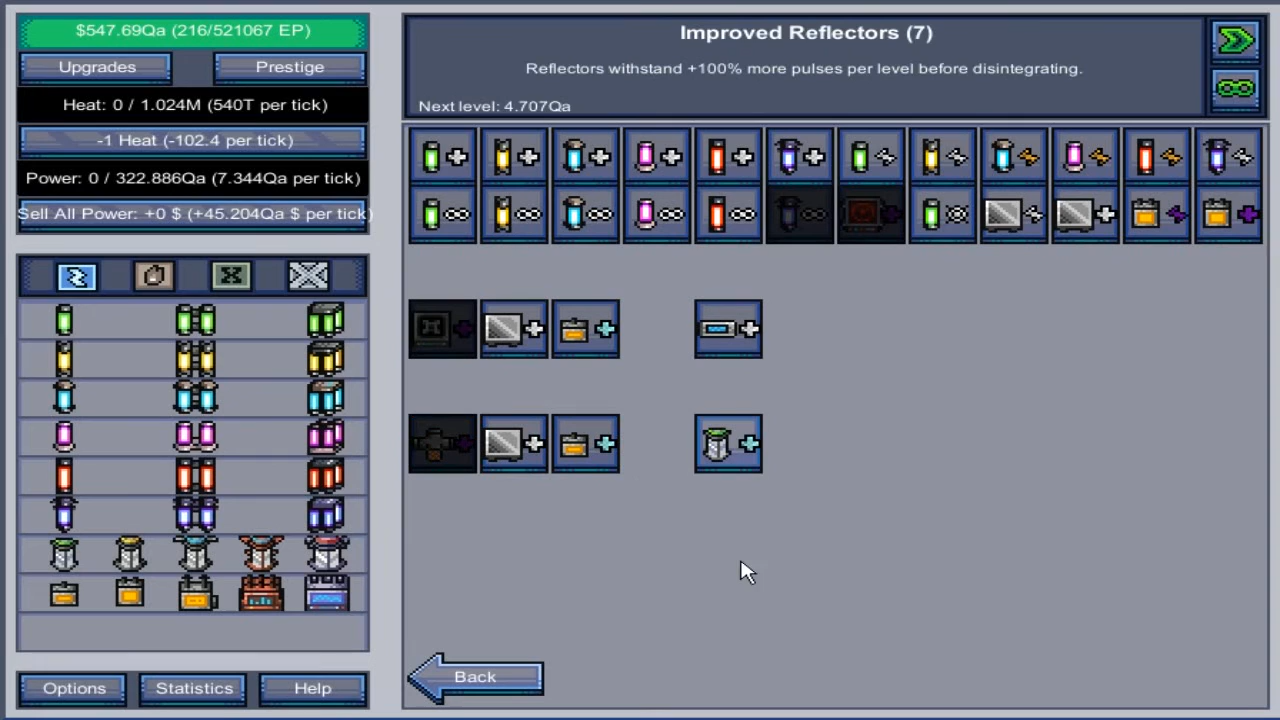 $547.69Qa (216/521067 EP)
Upgrades
Prestige
Heat: 0 / 1.024M (540T per tick)
-1 Heat (-102.4 per tick)
Power: 0 / 322.886Qa (7.344Qa per tick)
Sell All Power: +0 $ (+45.204Qa $ per tick)
Options
Statistics
Help
Improved Reflectors (7)
Reflectors withstand +100% more pulses per level before disintegrating.
Next level: 4.707Qa
Back